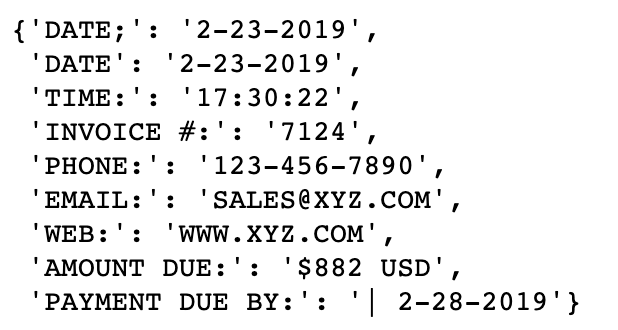 {'DATE;': '2-23-2019',
'DATE': '2-23-2019',
'TIME:': '17:30:22',
'INVOICE #:': '7124',
'PHONE:': '123-456-7890',
'EMAIL:': 'SALES@XYZ.COM',
'WEB:': 'WWW.XYZ.COM',
'AMOUNT DUE:': '$882 USD',
'PAYMENT DUE BY:': '| 2-28-2019'}